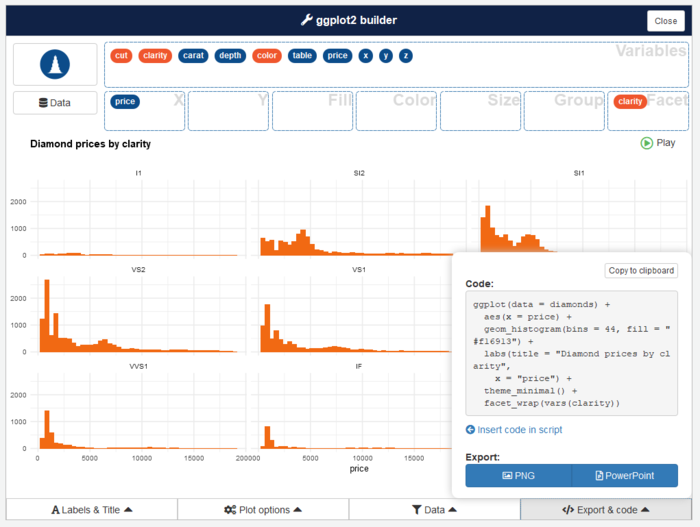 ggplot2 builder
Close
cut clarity carat depth color table price x y z
Variables
Data
price
X
Y
Fill
Color
Size
Group
clarity
Facet
Diamond prices by clarity
Play
I1
SI2
SI1
2000
1000
0
VS2
VS1
2000
1000
0
VVS1
IF
2000
1000
0
0 5000 10000 15000 200000 5000 10000 15000
price
Copy to clipboard
Code:
ggplot(data = diamonds) +
aes(x = price) +
geom_histogram(bins = 44, fill = "
#f16913") +
labs(title = "Diamond prices by cl
arity",
x = "price") +
theme_minimal() +
facet_wrap(vars(clarity))
Insert code in script
Export:
PNG
PowerPoint
Labels & Title
Plot options
Data
Export & code